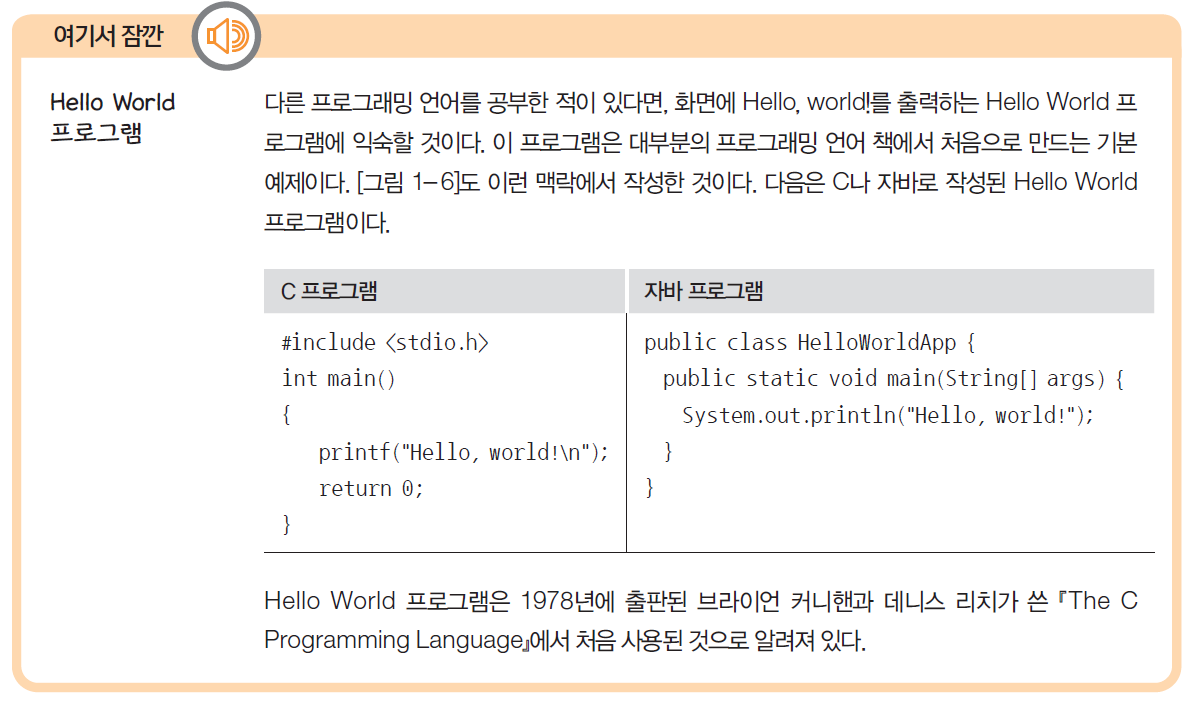 여기서 잠깐
Hello World
프로그램
다른 프로그래밍 언어를 공부한 적이 있다면, 화면에 Hello, world!를 출력하는 Hello World 프
로그램에 익숙할 것이다. 이 프로그램은 대부분의 프로그래밍 언어 책에서 처음으로 만드는 기본
예제이다. [그림 1-6]도 이런 맥락에서 작성한 것이다. 다음은 C나 자바로 작성된 Hello World
프로그램이다.
C 프로그램
#include <stdio.h>
int main()
{
printf("Hello, world!\n");
return 0;
}
자바 프로그램
public class HelloWorldApp {
public static void main(String[] args) {
System.out.println("Hello, world!");
}
}
Hello World 프로그램은 1978년에 출판된 브라이언 커니핸과 데니스 리치가 쓴 『The C
Programming Language』에서 처음 사용된 것으로 알려져 있다.